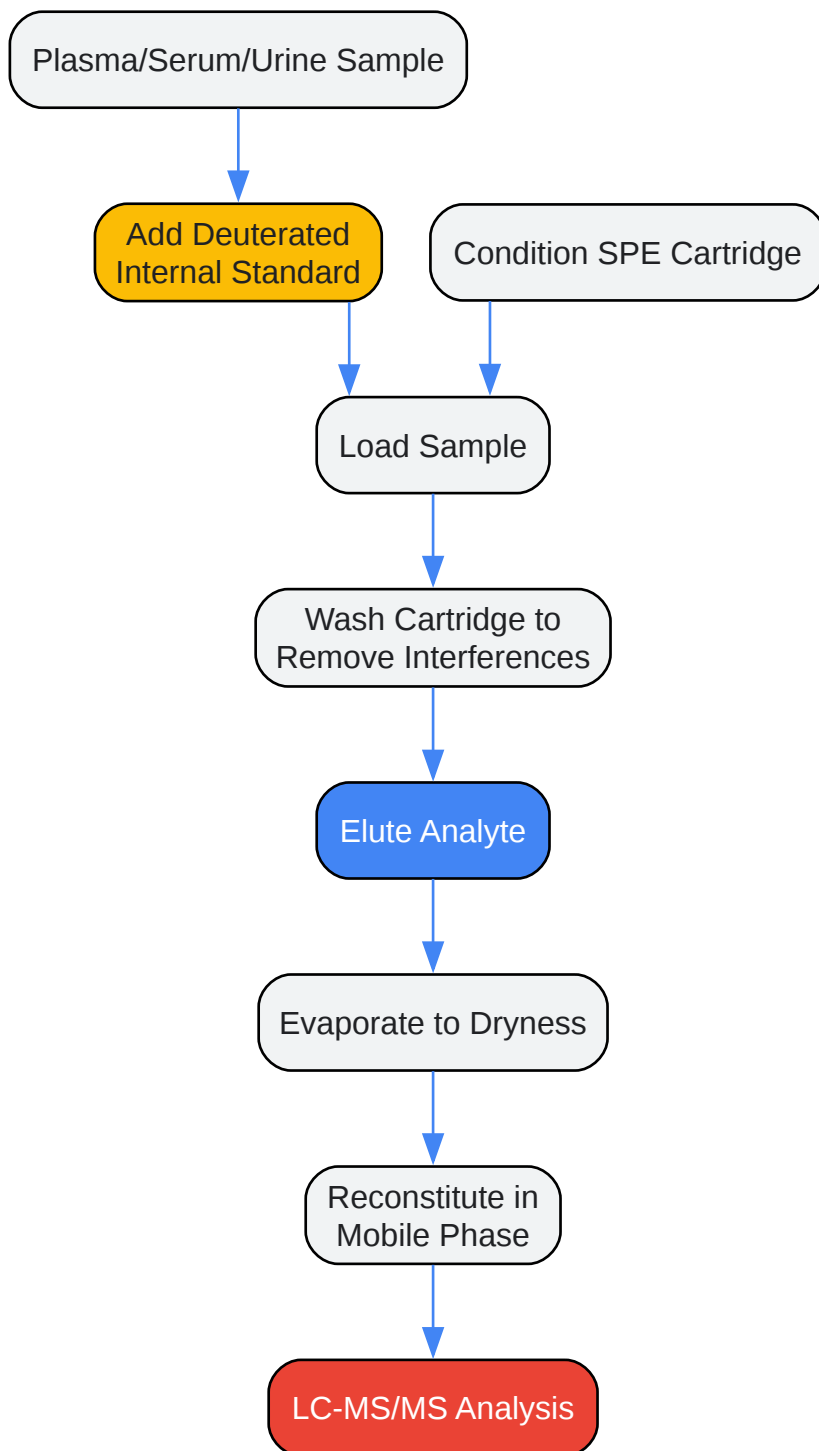 Plasma/Serum/Urine Sample
Add Deuterated
Internal Standard
Condition SPE Cartridge
Load Sample
Wash Cartridge to
Remove Interferences
Elute Analyte
Evaporate to Dryness
Reconstitute in
Mobile Phase
LC-MS/MS Analysis